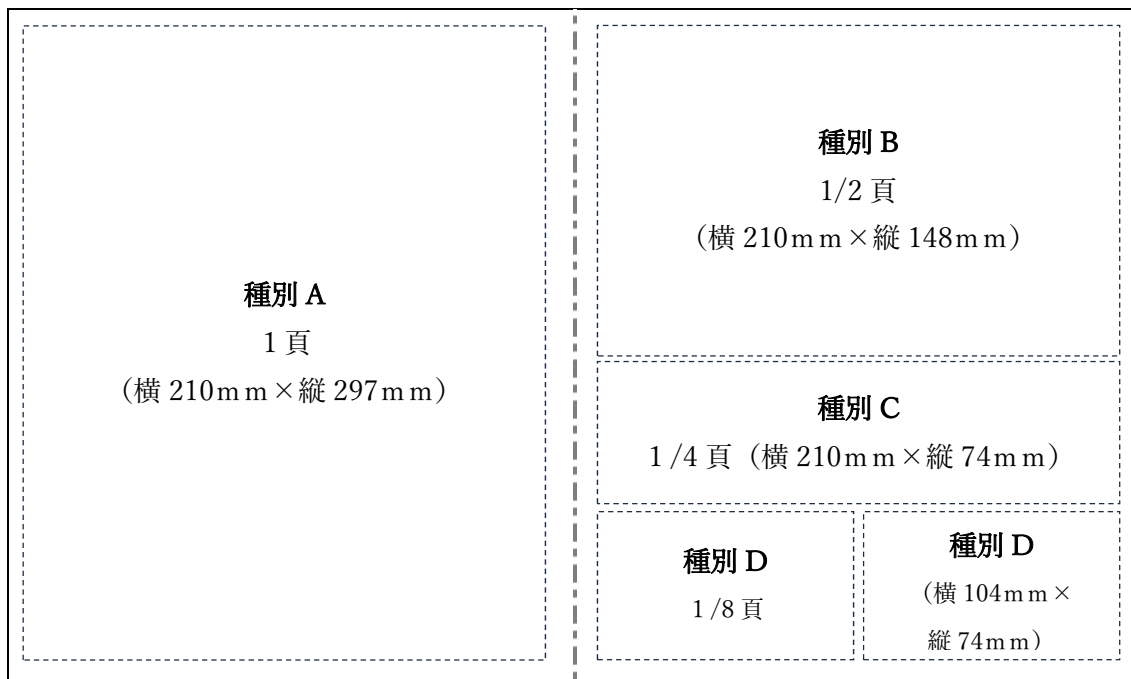 種別 A
1 頁
（横 210mm×縦 297mm）
種別 B
1/2 頁
（横 210mm×縦 148mm）
種別 C
1/4 頁（横 210mm×縦 74mm）
種別 D
1/8 頁
種別 D
（横 104mm×
縦 74mm）